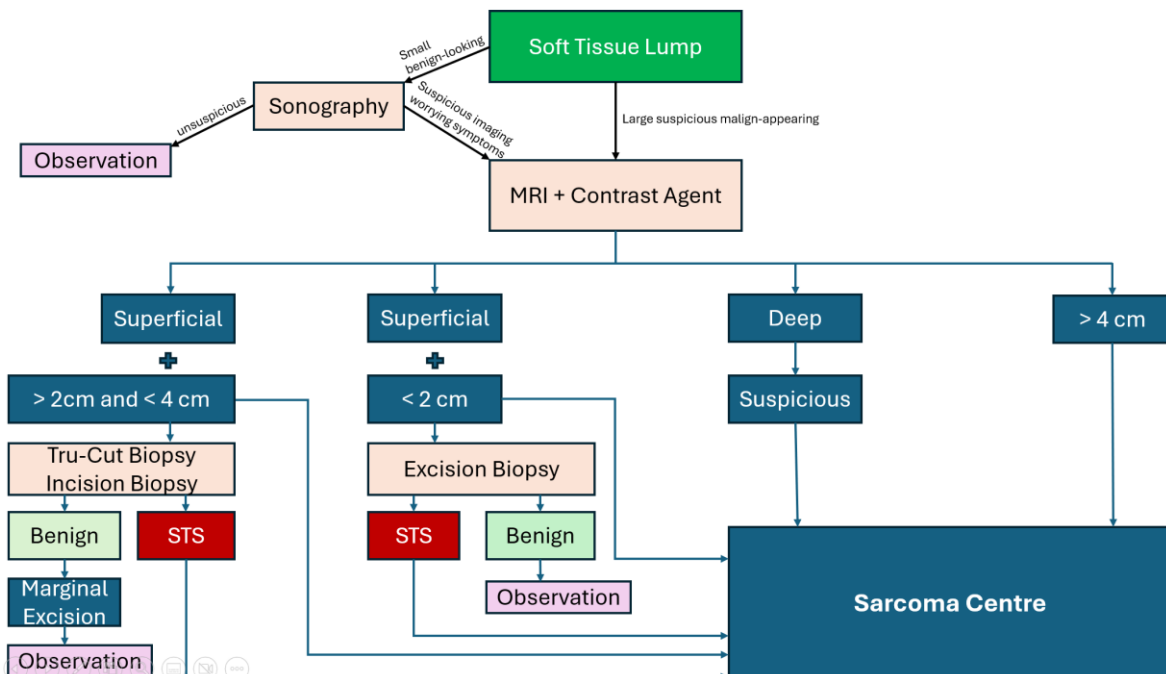 Soft Tissue Lump
Small
benign-looking
Sonography
unsuspicious
Suspicious imaging
worrying symptoms
Large suspicious malign-appearing
Observation
MRI + Contrast Agent
Superficial
Superficial
Deep
> 4 cm
> 2cm and < 4 cm
< 2 cm
Suspicious
Tru-Cut Biopsy
Incision Biopsy
Excision Biopsy
Benign
STS
STS
Benign
Marginal
Excision
Observation
Sarcoma Centre
Observation